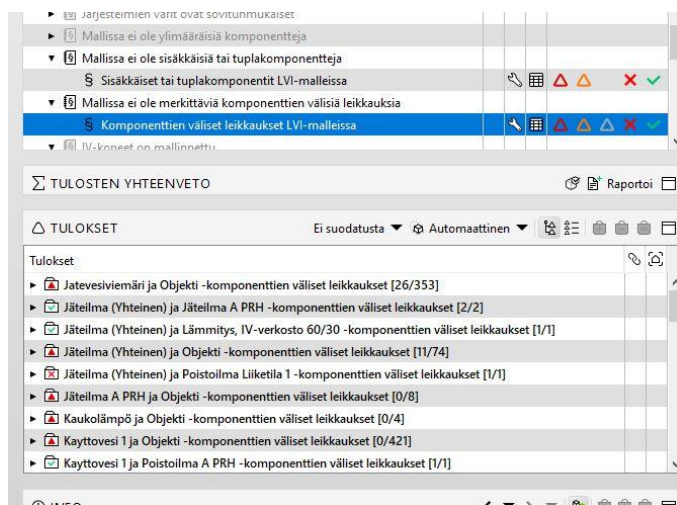 Järjestelmien värit ovat sovitunmukaiset
Mallissa ei ole ylimääräisiä komponentteja
Mallissa ei ole sisäkkäisiä tai tuplakomponentteja
§ Sisäkkäiset tai tuplakomponentit LVI-malleissa
Mallissa ei ole merkittäviä komponenttien välisiä leikkauksia
§ Komponenttien väliset leikkaukset LVI-malleissa
IV-koneet on mallinnettu
∑ TULOSTEN YHTEENVETO Raportoi
TULOKSET Ei suodatusta Automaattinen
Tulokset
Jatevesiviemäri ja Objekti -komponenttien väliset leikkaukset [26/353]
Jäteilma (Yhteinen) ja Jäteilma A PRH -komponenttien väliset leikkaukset [2/2]
Jäteilma (Yhteinen) ja Lämmitys, IV-verkosto 60/30 -komponenttien väliset leikkaukset [1/1]
Jäteilma (Yhteinen) ja Objekti -komponenttien väliset leikkaukset [11/74]
Jäteilma (Yhteinen) ja Poistoilma Liiketila 1 -komponenttien väliset leikkaukset [1/1]
Jäteilma A PRH ja Objekti -komponenttien väliset leikkaukset [0/8]
Kaukolämpö ja Objekti -komponenttien väliset leikkaukset [0/4]
Kayttovesi 1 ja Objekti -komponenttien väliset leikkaukset [0/421]
Kayttovesi 1 ja Poistoilma A PRH -komponenttien väliset leikkaukset [1/1]
INFO